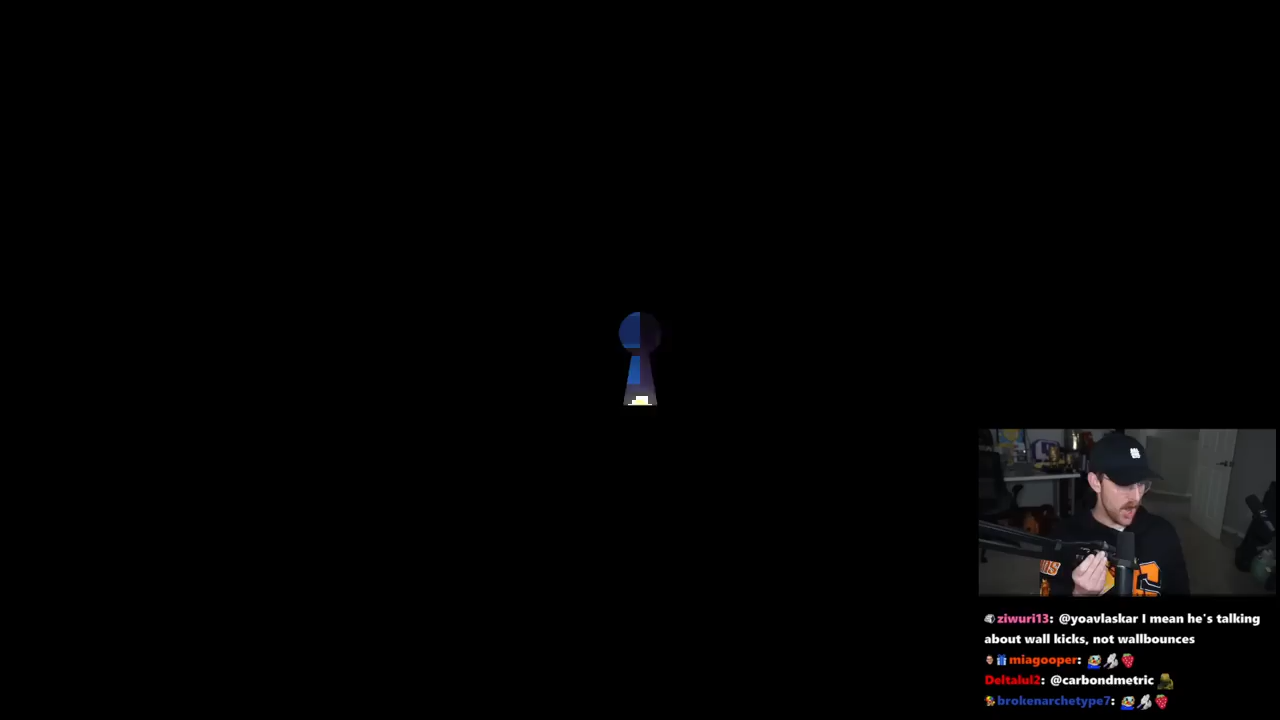 ziwuri13: @yoavlaskar I mean he's talking
about wall kicks, not wallbounces
miagooper:
Deltalul2: @carbondmetric
brokenarchetype7: